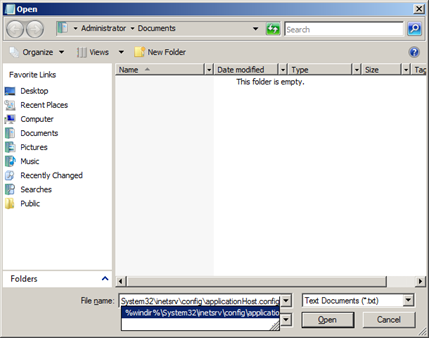 Open
Administrator Documents
Search
Organize Views New Folder
Favorite Links
Desktop
Recent Places
Computer
Documents
Pictures
Music
Recently Changed
Searches
Public
Folders
Name Date modified Type Size Tag
This folder is empty.
File name: System32\inetsrv\config\applicationHost.config Text Documents (*.txt)
%windir%\System32\inetsrv\config\applicatio
Open Cancel